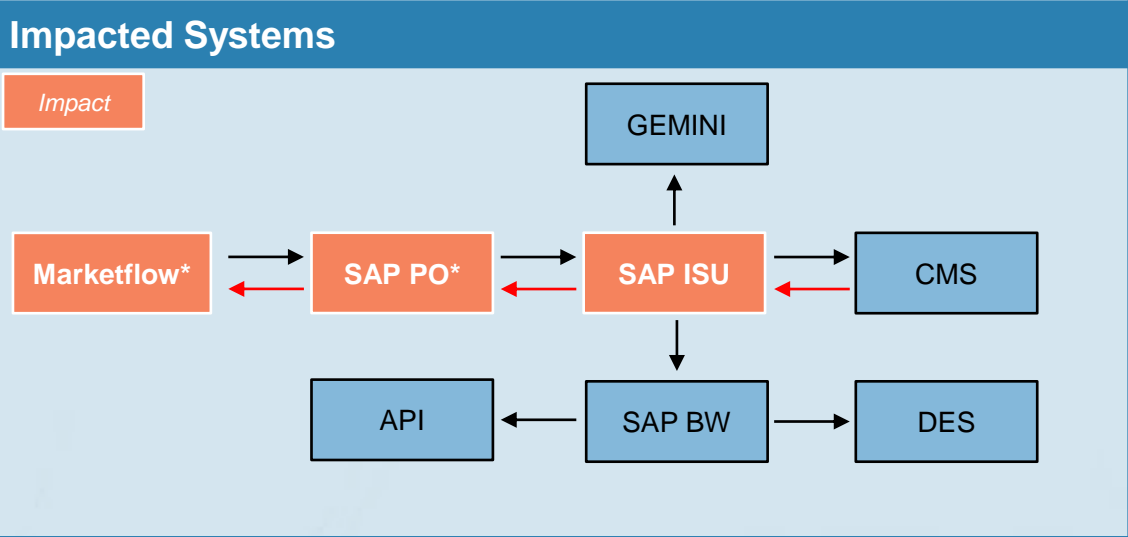 Impacted Systems
Impact
GEMINI
Marketflow*
SAP PO*
SAP ISU
CMS
API
SAP BW
DES